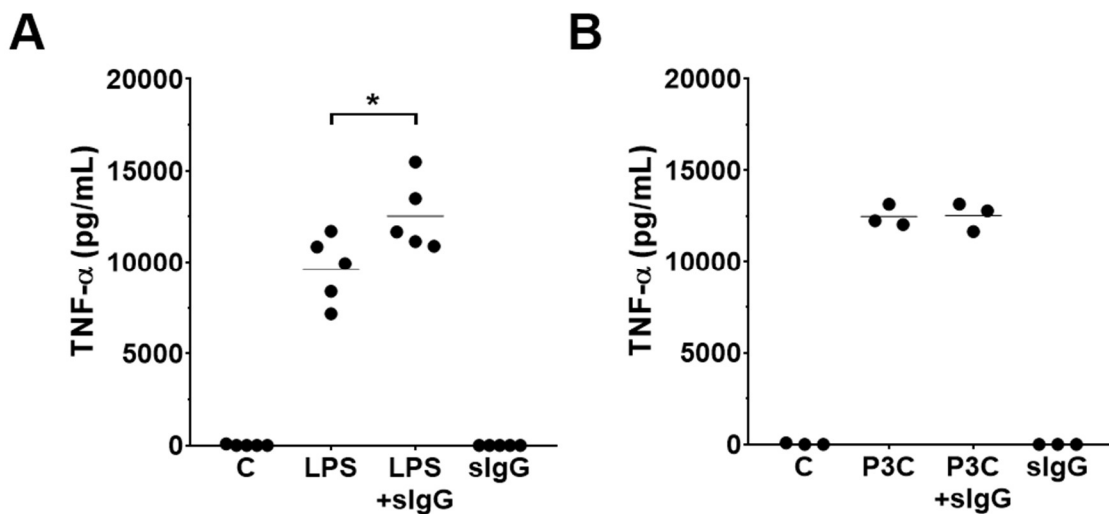 A
TNF-α (pg/mL)
20000
15000
10000
5000
0
*
C
LPS
LPS
+sIgG
sIgG
B
TNF-α (pg/mL)
20000
15000
10000
5000
0
C
P3C
P3C
+sIgG
sIgG